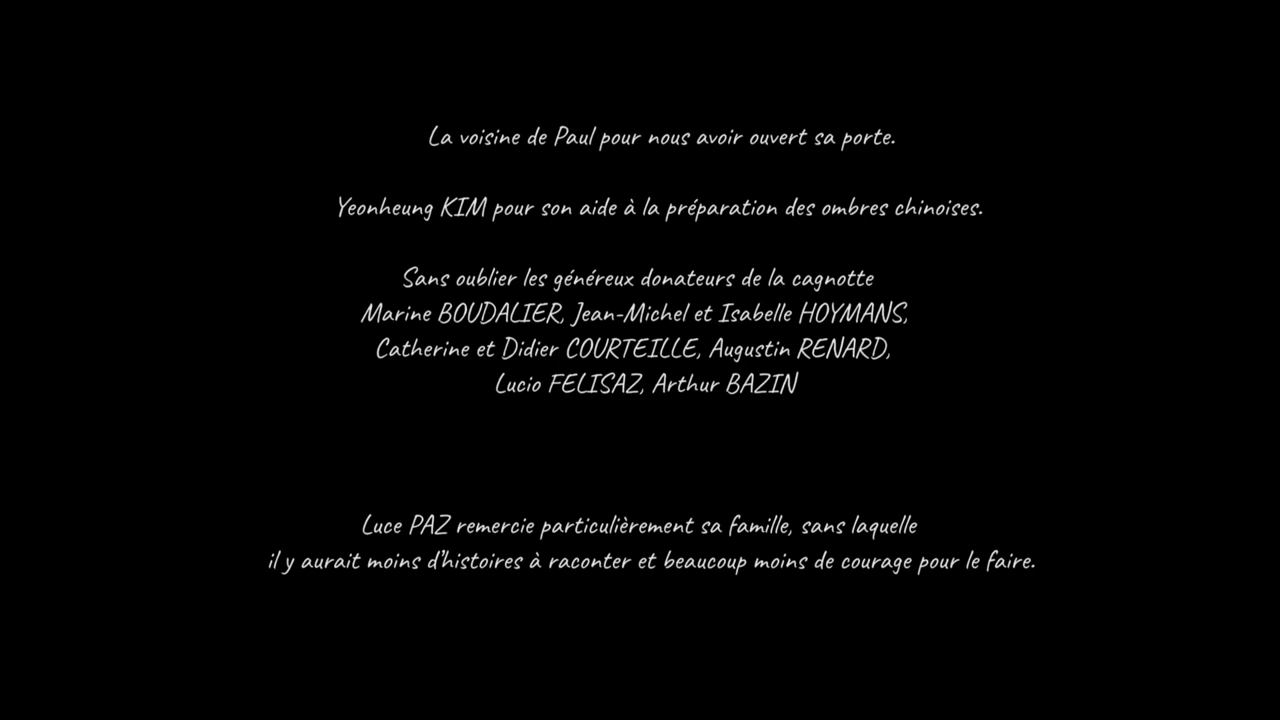 La voisine de Paul pour nous avoir ouvert sa porte.
Yeonheung KIM pour son aide à la préparation des ombres chinoises.
Sans oublier les généreux donateurs de la cagnotte
Marine BOUDALIER, Jean-Michel et Isabelle HOYMANS,
Catherine et Didier COURTEILLE, Augustin RENARD,
Lucio FELISAZ, Arthur BAZIN
Luce PAZ remercie particulièrement sa famille, sans laquelle
il y aurait moins d'histoires à raconter et beaucoup moins de courage pour le faire.